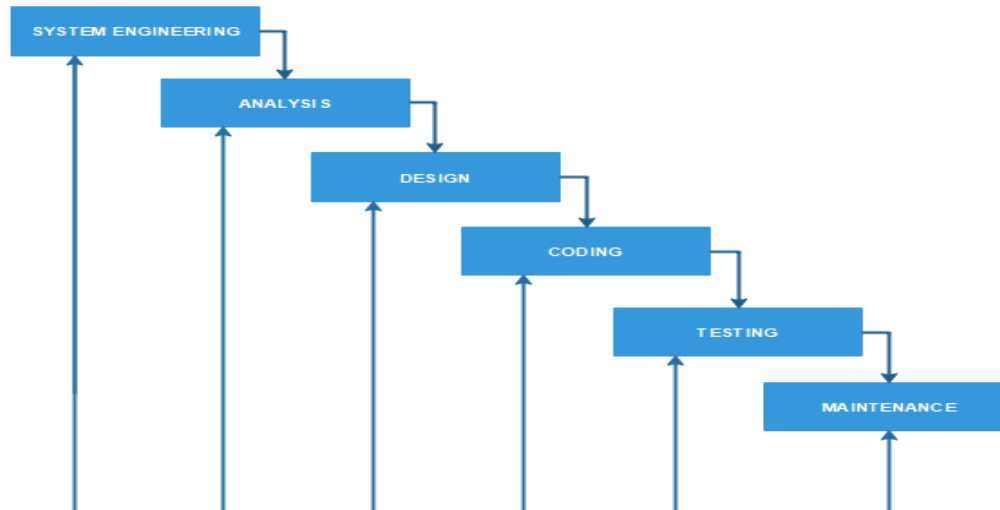 SYSTEM ENGINEERING
ANALYSIS
DESIGN
CODING
TESTING
MAINTENANCE